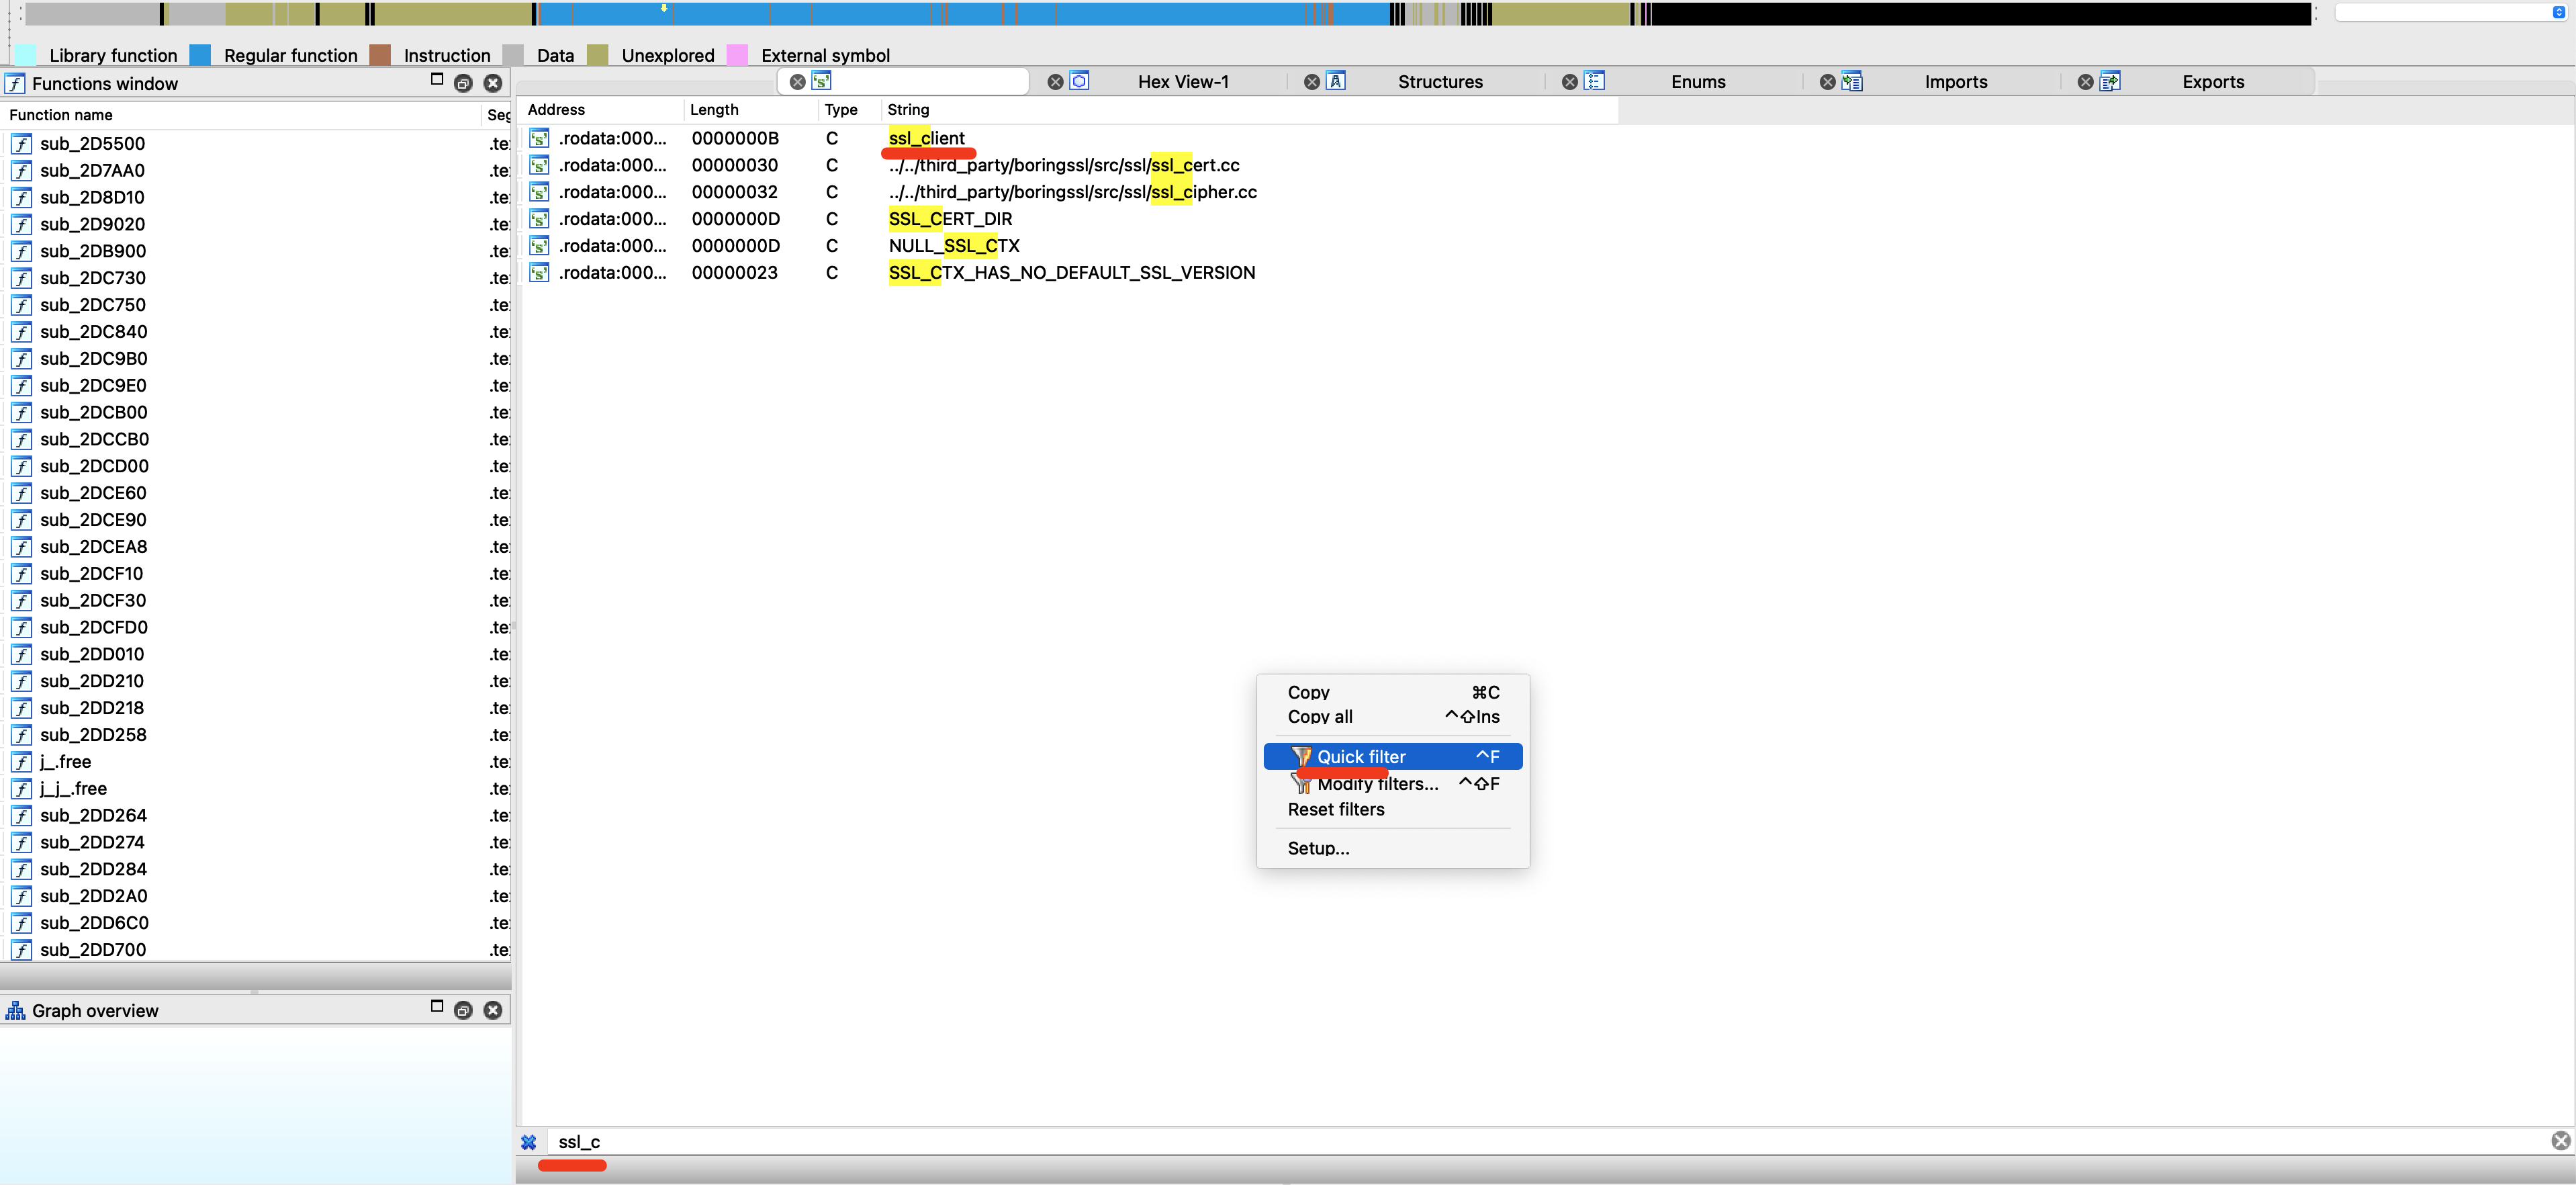 Library function Regular function Instruction Data Unexplored External symbol
Functions window
Function name Seg
sub_2D5500 .te
sub_2D7AA0 .te
sub_2D8D10 .te
sub_2D9020 .te
sub_2DB900 .te
sub_2DC730 .te
sub_2DC750 .te
sub_2DC840 .te
sub_2DC9B0 .te
sub_2DC9E0 .te
sub_2DCB00 .te
sub_2DCCB0 .te
sub_2DCD00 .te
sub_2DCE60 .te
sub_2DCE90 .te
sub_2DCEA8 .te
sub_2DCF10 .te
sub_2DCF30 .te
sub_2DCFD0 .te
sub_2DD010 .te
sub_2DD210 .te
sub_2DD218 .te
sub_2DD258 .te
j_.free .te
j_j_.free .te
sub_2DD264 .te
sub_2DD274 .te
sub_2DD284 .te
sub_2DD2A0 .te
sub_2DD6C0 .te
sub_2DD700 .te
Graph overview
Hex View-1 Structures Enums Imports Exports
Address Length Type String
.rodata:000... 0000000B C ssl_client
.rodata:000... 00000030 C ../../third_party/boringssl/src/ssl/ssl_cert.cc
.rodata:000... 00000032 C ../../third_party/boringssl/src/ssl/ssl_cipher.cc
.rodata:000... 0000000D C SSL_CERT_DIR
.rodata:000... 0000000D C NULL_SSL_CTX
.rodata:000... 00000023 C SSL_CTX_HAS_NO_DEFAULT_SSL_VERSION
Copy ⌘C
Copy all ^⇧Ins
Quick filter ^F
Modify filters... ^⇧F
Reset filters
Setup...
ssl_c